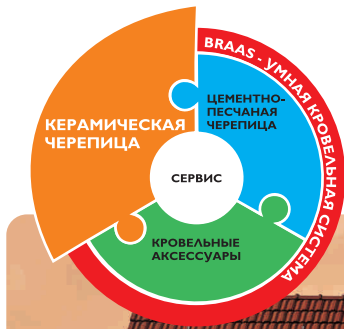 BRAAS - УМНАЯ КРОВЕЛЬНАЯ СИСТЕМА
КЕРАМИЧЕСКАЯ
ЧЕРЕПИЦА
ЦЕМЕНТНО-
ПЕСЧАНАЯ
ЧЕРЕПИЦА
СЕРВИС
КРОВЕЛЬНЫЕ
АКСЕССУАРЫ